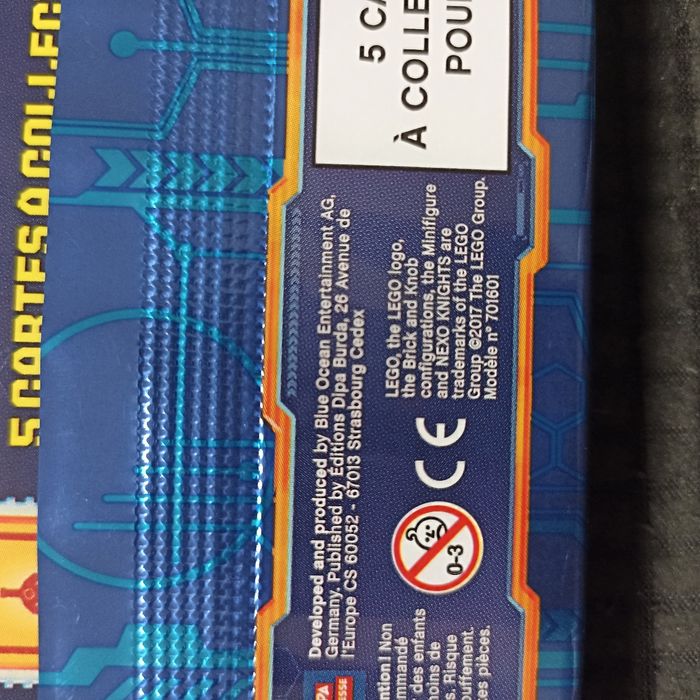 5 CARTES À COLLEC
5 CA
À COLLE
POU
Developed and produced by Blue Ocean Entertainment AG,
Germany. Published by Éditions Dipa Burda, 26 Avenue de
l'Europe CS 60052 - 67013 Strasbourg Cedex
LEGO, the LEGO logo,
the Brick and Knob
configurations, the Minifigure
and NEXO KNIGHTS are
trademarks of the LEGO
Group ©2017 The LEGO Group.
Modèle n° 701601
CE
0-3
ntion ! Non
mmandé
des enfants
oins de
s. Risque
uffement.
s pièces.